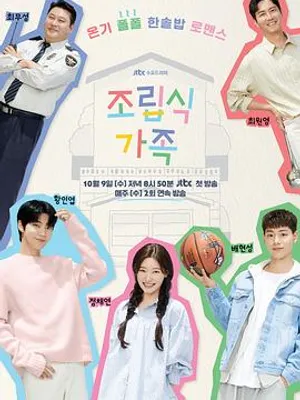 최무성
온기 풀풀 한솥밥 로맨스
최원영
jtbc 수요드라마
조립식
가족
10월 9일 (수) 저녁 8시 50분 jtbc 첫 방송
매주 (수) 2회 연속 방송
황인엽
정채연
배현성